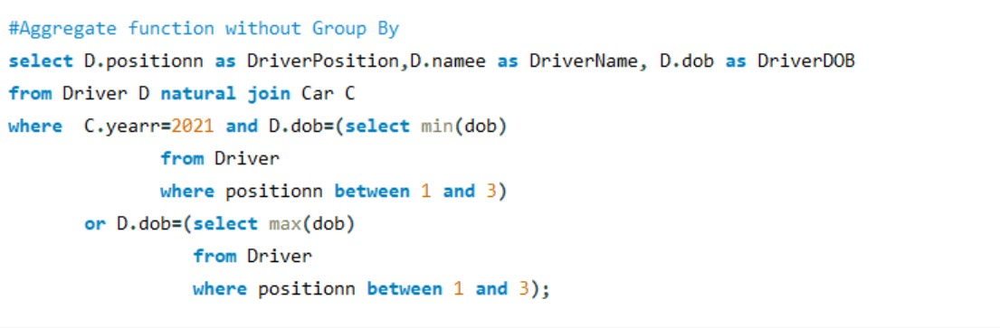 #Aggregate function without Group By
select D.positionn as DriverPosition,D.namee as DriverName, D.dob as DriverDOB
from Driver D natural join Car C
where  C.yearr=2021 and D.dob=(select min(dob)
from Driver
where positionn between 1 and 3)
or D.dob=(select max(dob)
from Driver
where positionn between 1 and 3);